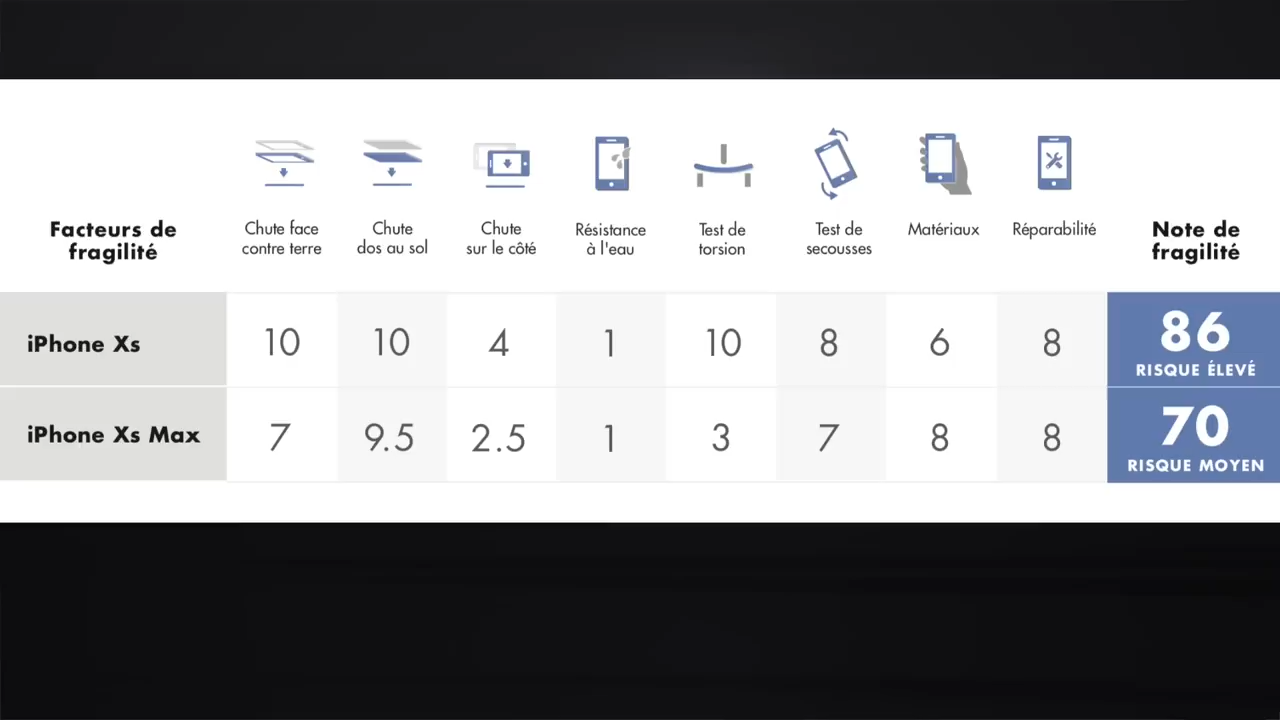 Facteurs de
fragilité
Chute face
contre terre
Chute
dos au sol
Chute
sur le côté
Résistance
à l'eau
Test de
torsion
Test de
secousses
Matériaux
Réparabilité
Note de
fragilité
iPhone Xs
10
10
4
1
10
8
6
8
86
RISQUE ÉLEVÉ
iPhone Xs Max
7
9.5
2.5
1
3
7
8
8
70
RISQUE MOYEN